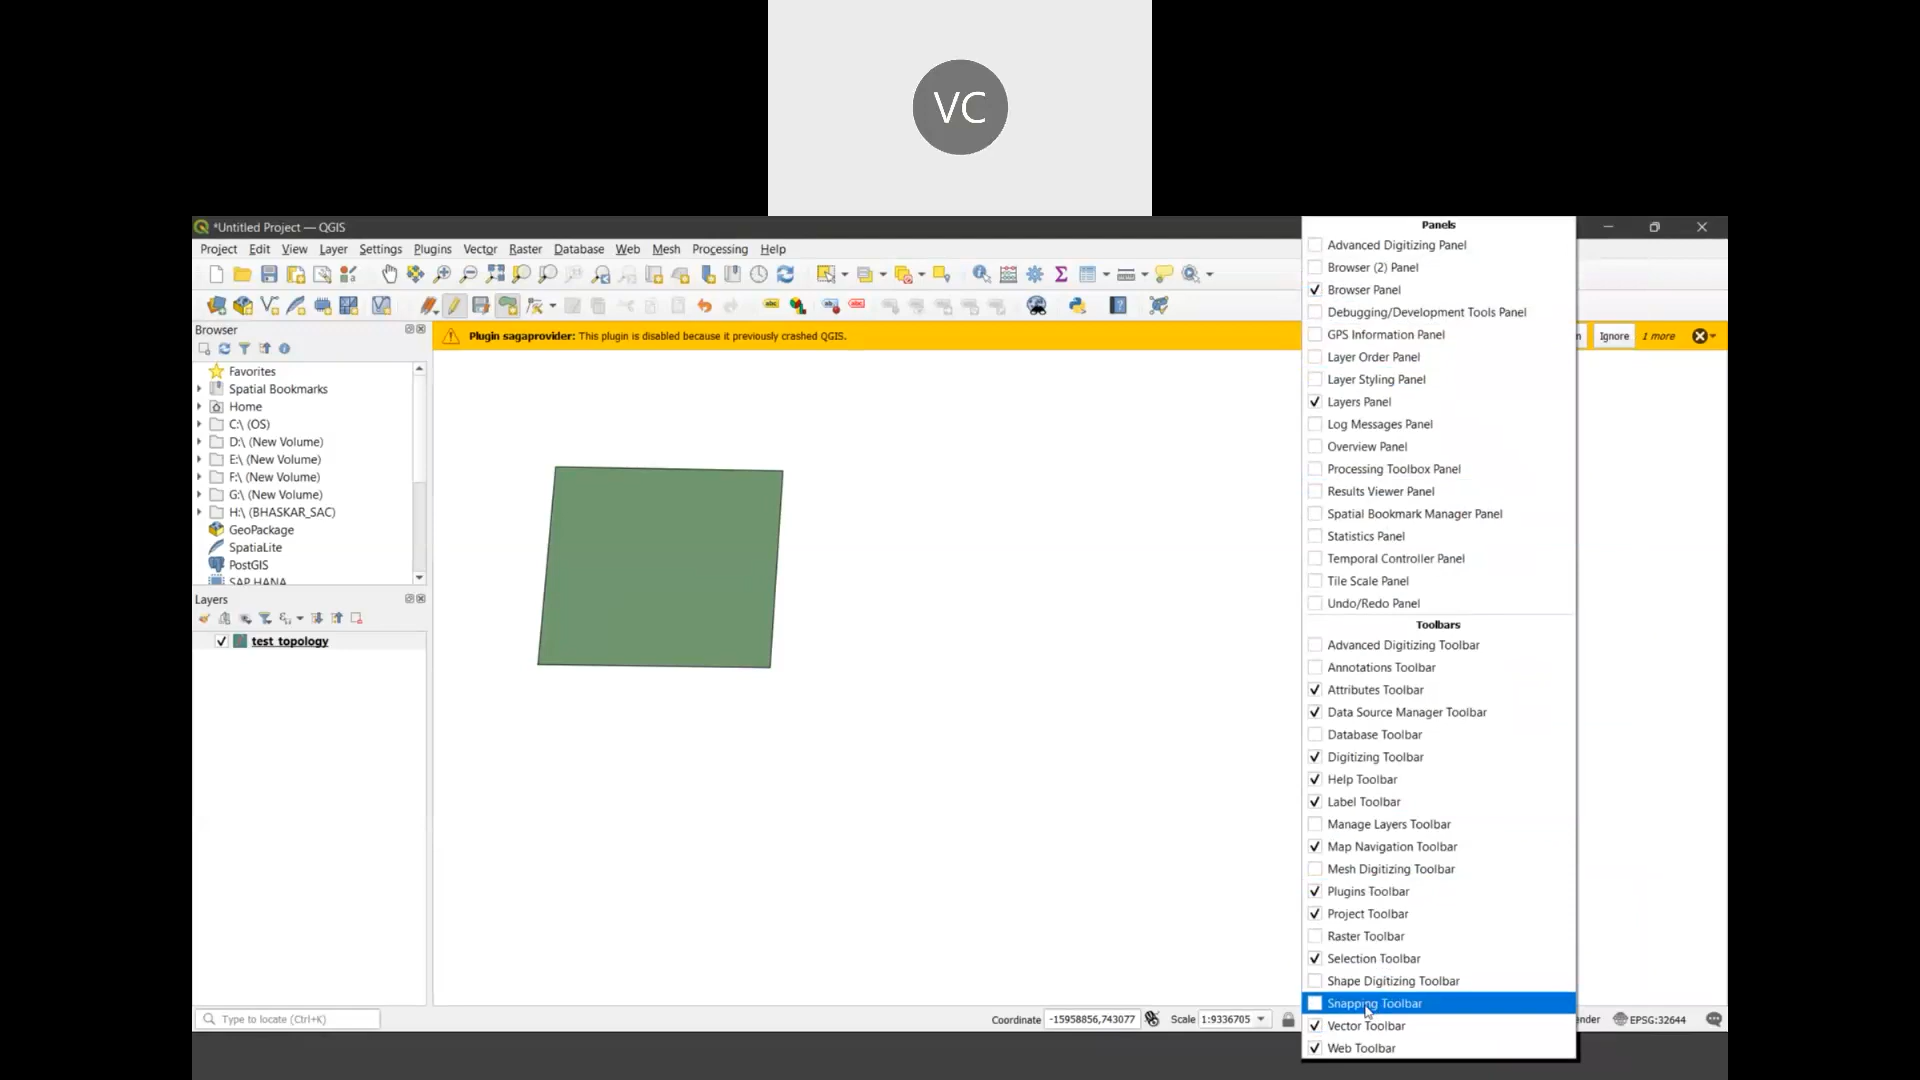 VC
*Untitled Project — QGIS
Project Edit View Layer Settings Plugins Vector Raster Database Web Mesh Processing Help
abc ab abc
Browser
Plugin sagaprovider: This plugin is disabled because it previously crashed QGIS.
Ignore 1 more
Favorites
Spatial Bookmarks
Home
C:\ (OS)
D:\ (New Volume)
E:\ (New Volume)
F:\ (New Volume)
G:\ (New Volume)
H:\ (BHASKAR_SAC)
GeoPackage
SpatiaLite
PostGIS
SAP HANA
Layers
test_topology
Panels
Advanced Digitizing Panel
Browser (2) Panel
Browser Panel
Debugging/Development Tools Panel
GPS Information Panel
Layer Order Panel
Layer Styling Panel
Layers Panel
Log Messages Panel
Overview Panel
Processing Toolbox Panel
Results Viewer Panel
Spatial Bookmark Manager Panel
Statistics Panel
Temporal Controller Panel
Tile Scale Panel
Undo/Redo Panel
Toolbars
Advanced Digitizing Toolbar
Annotations Toolbar
Attributes Toolbar
Data Source Manager Toolbar
Database Toolbar
Digitizing Toolbar
Help Toolbar
Label Toolbar
Manage Layers Toolbar
Map Navigation Toolbar
Mesh Digitizing Toolbar
Plugins Toolbar
Project Toolbar
Raster Toolbar
Selection Toolbar
Shape Digitizing Toolbar
Snapping Toolbar
Vector Toolbar
Web Toolbar
Type to locate (Ctrl+K)
Coordinate -15958856,743077 Scale 1:9336705 ender EPSG:32644